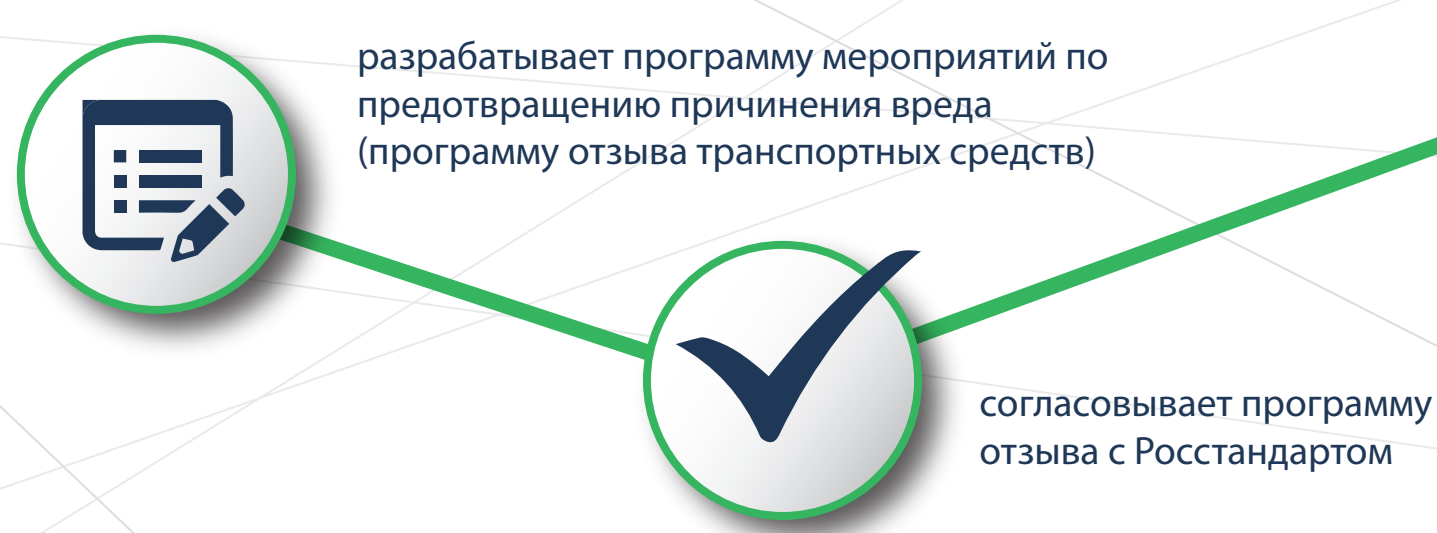 разрабатывает программу мероприятий по
предотвращению причинения вреда
(программу отзыва транспортных средств)
согласовывает программу
отзыва с Росстандартом